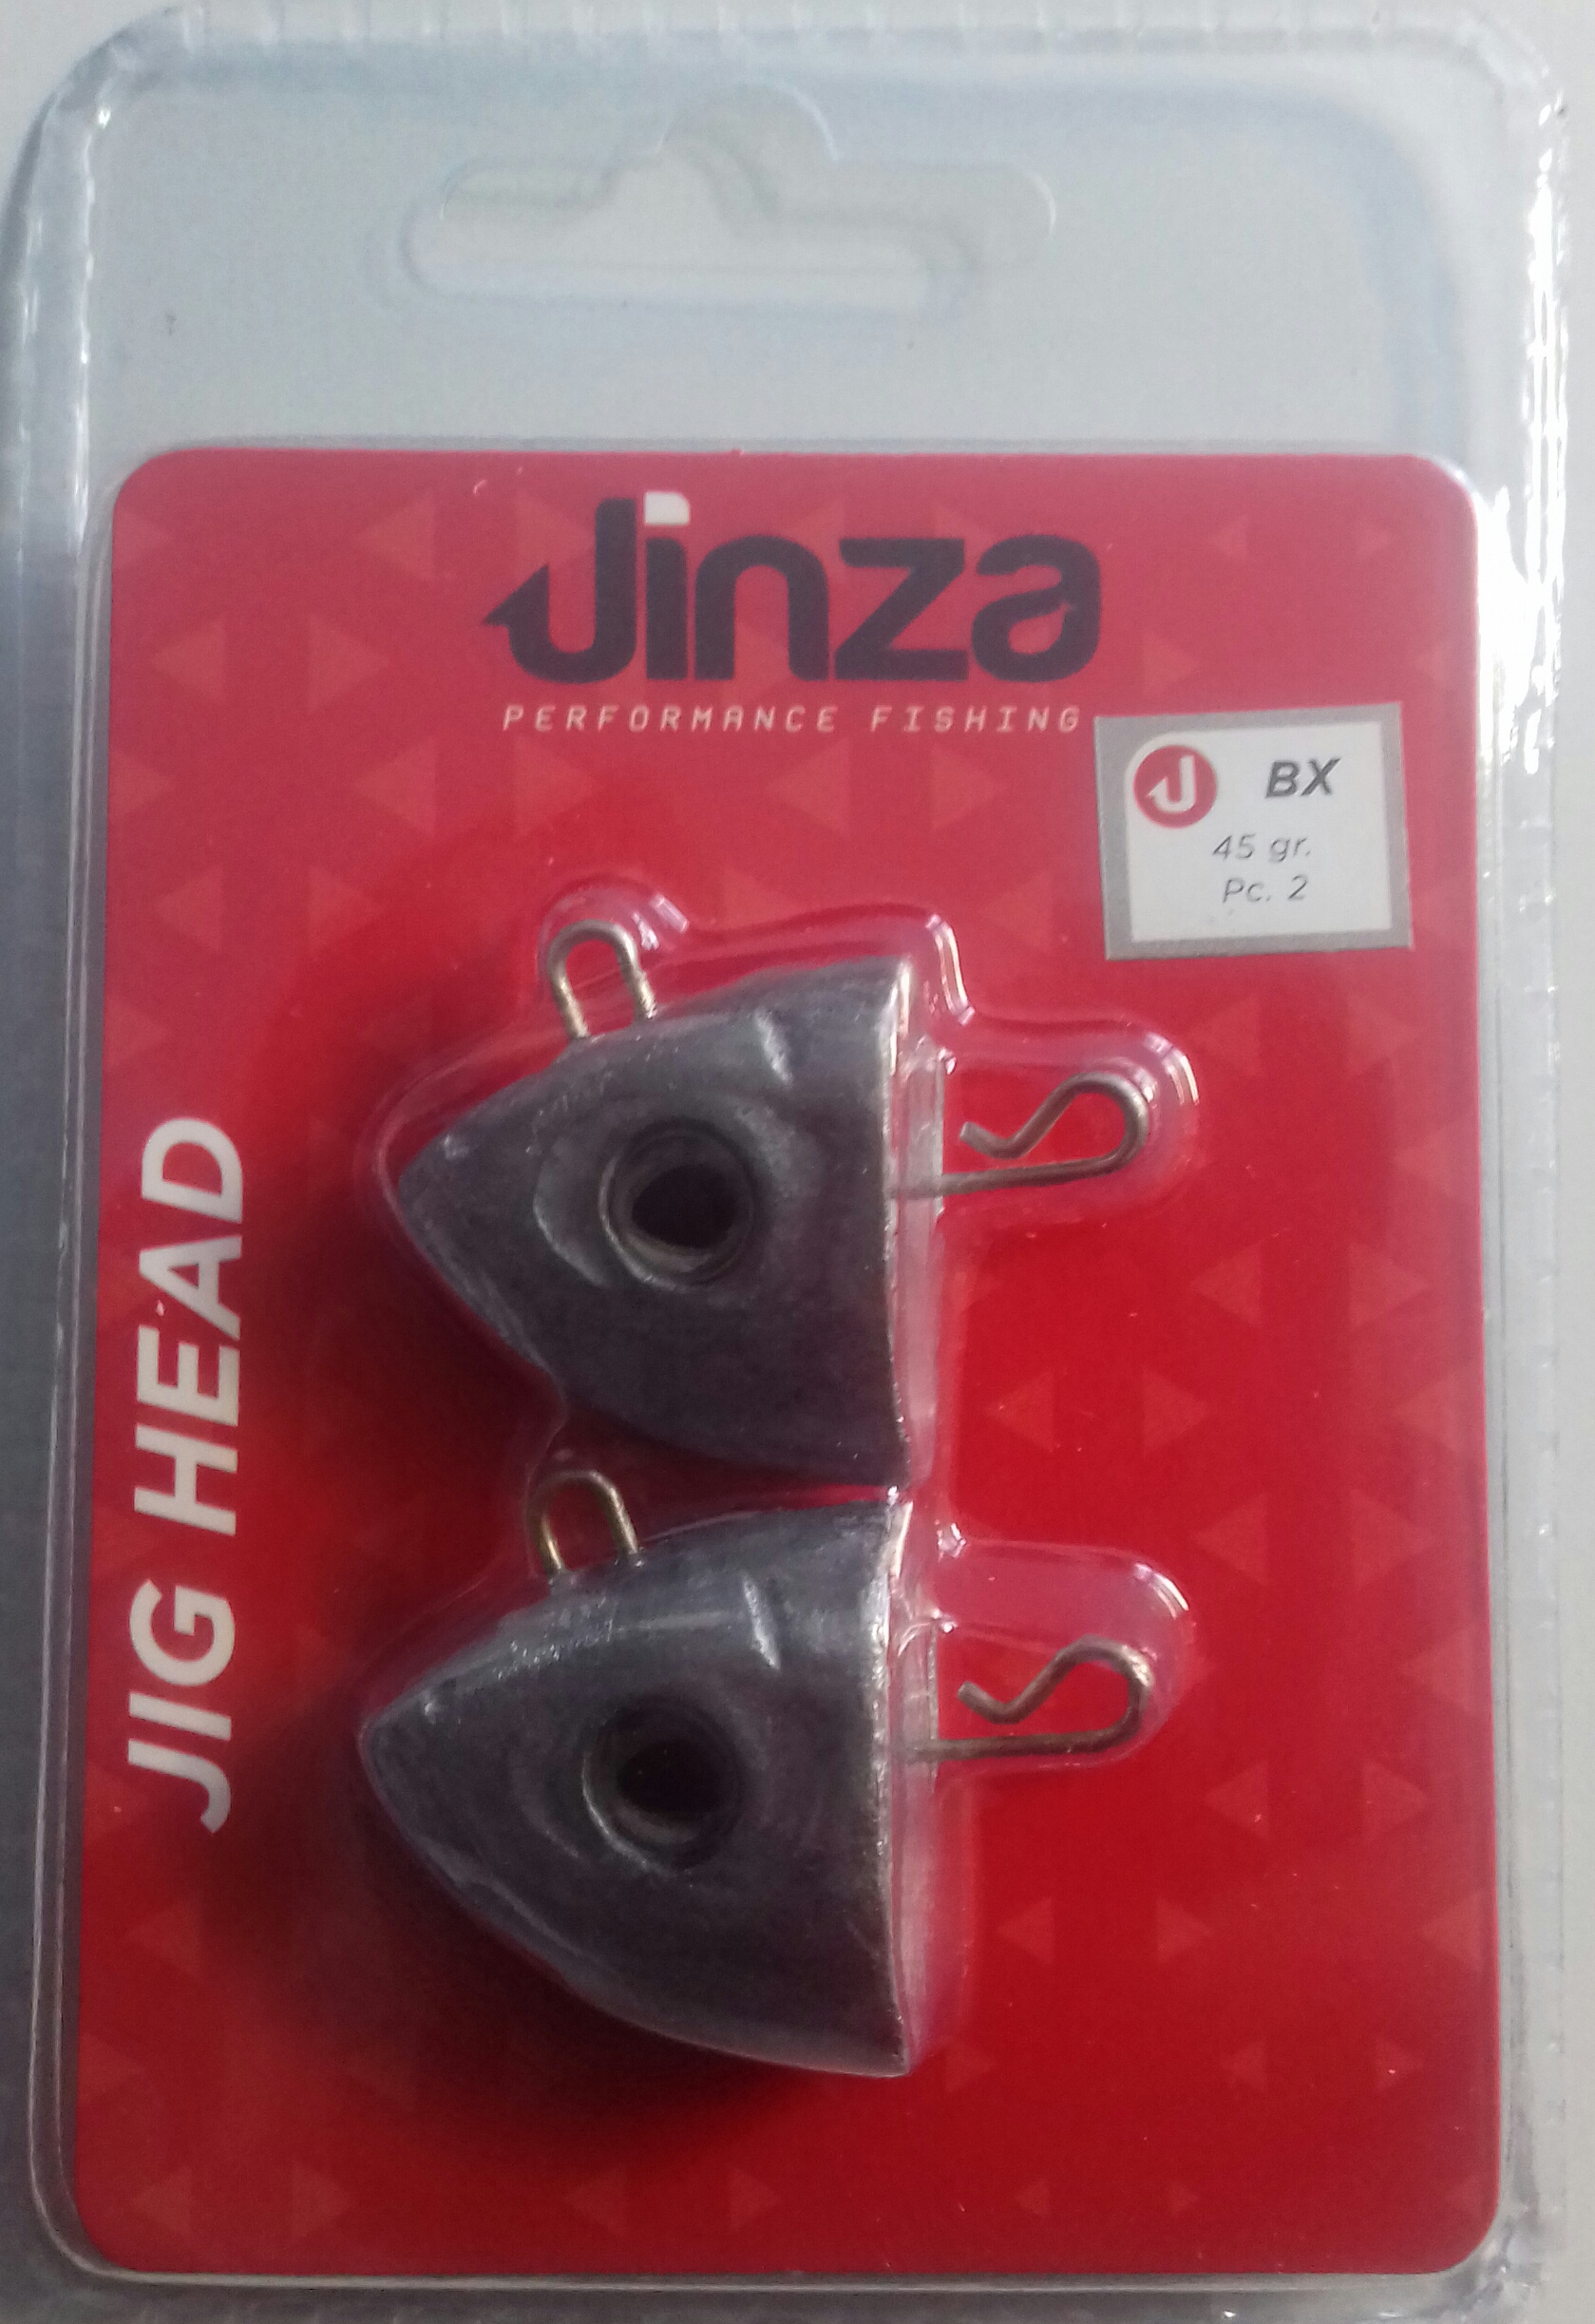 Jinza
PERFORMANCE FISHING
BX
45 gr.
Pc. 2
JIG HEAD